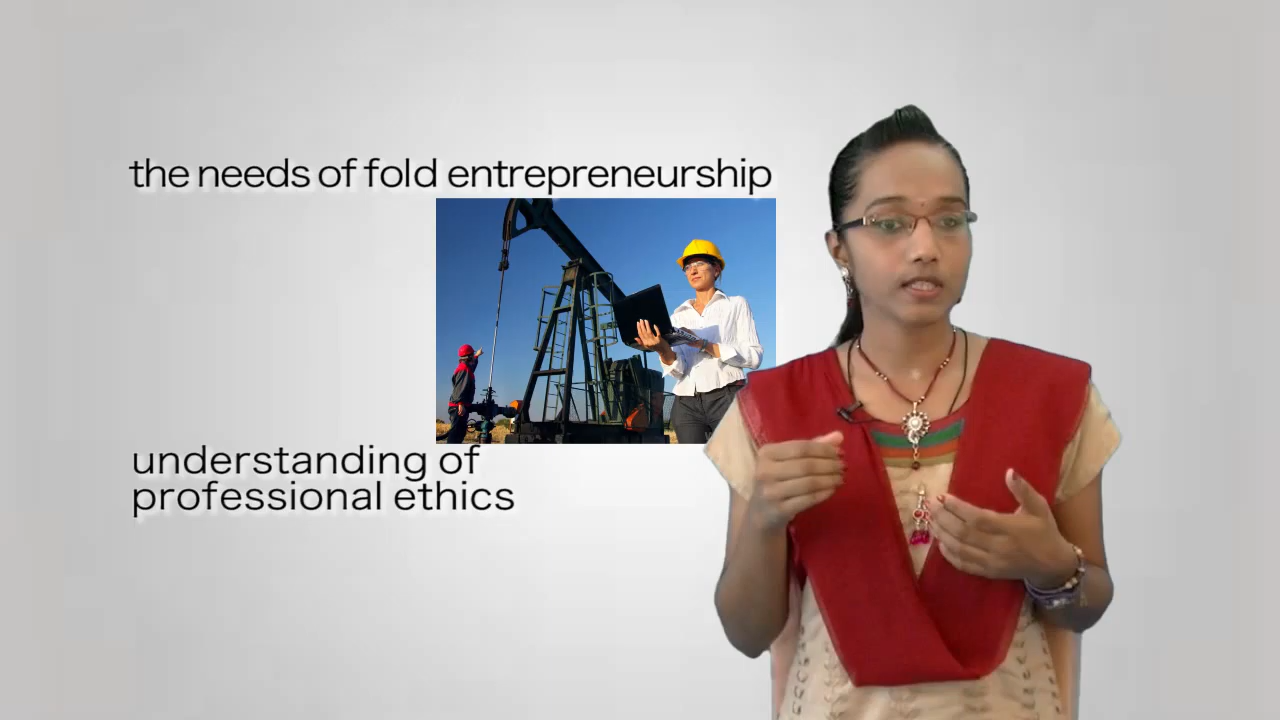 the needs of fold entrepreneurship
understanding of
professional ethics